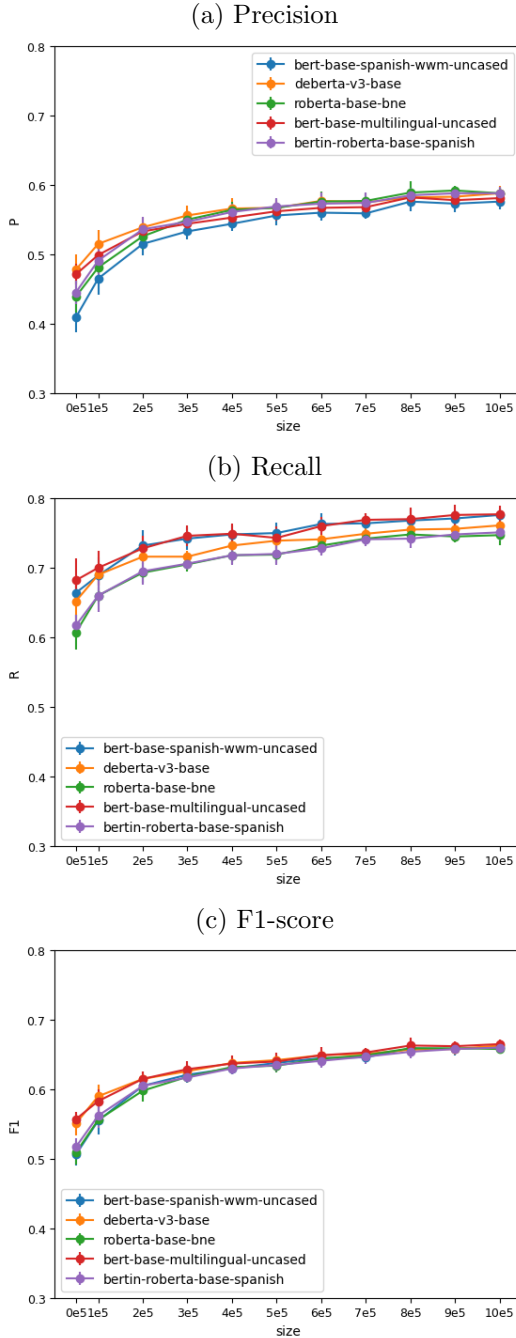 (a) Precision
0.8
0.7
0.6
0.5
0.4
0.3
P
bert-base-spanish-wwm-uncased
deberta-v3-base
roberta-base-bne
bert-base-multilingual-uncased
bertin-roberta-base-spanish
0e5 1e5 2e5 3e5 4e5 5e5 6e5 7e5 8e5 9e5 10e5
size
(b) Recall
0.8
0.7
0.6
0.5
0.4
0.3
R
bert-base-spanish-wwm-uncased
deberta-v3-base
roberta-base-bne
bert-base-multilingual-uncased
bertin-roberta-base-spanish
0e5 1e5 2e5 3e5 4e5 5e5 6e5 7e5 8e5 9e5 10e5
size
(c) F1-score
0.8
0.7
0.6
0.5
0.4
0.3
F1
bert-base-spanish-wwm-uncased
deberta-v3-base
roberta-base-bne
bert-base-multilingual-uncased
bertin-roberta-base-spanish
0e5 1e5 2e5 3e5 4e5 5e5 6e5 7e5 8e5 9e5 10e5
size